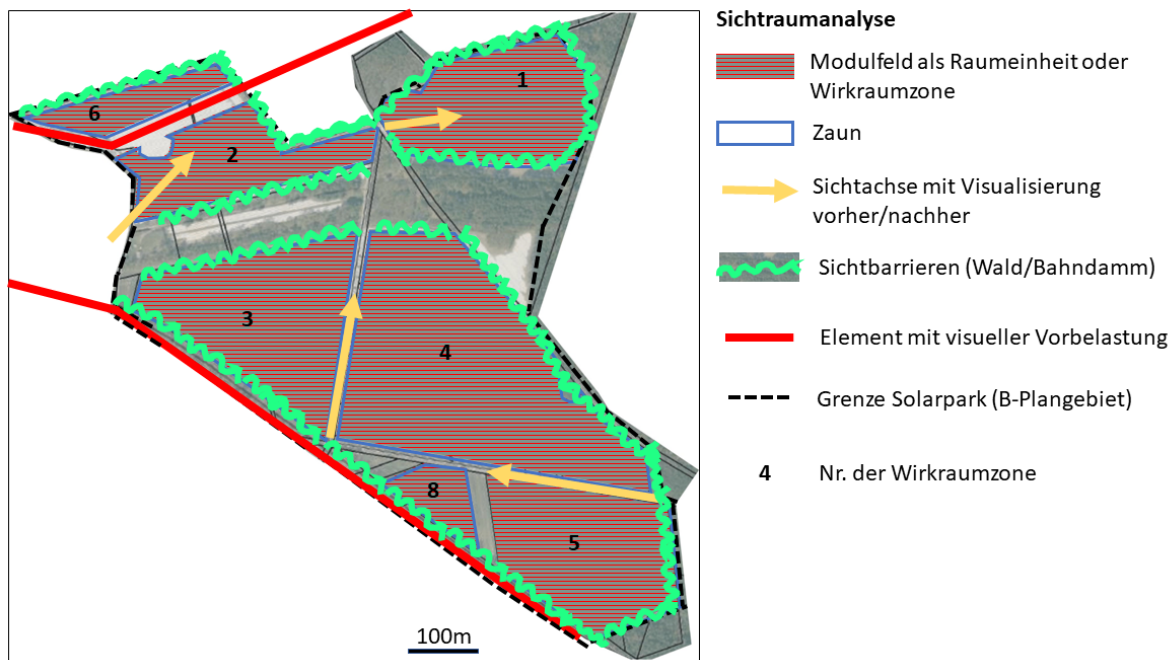 Sichtraumanalyse
Modulfeld als Raumeinheit oder
Wirkraumzone
Zaun
Sichtachse mit Visualisierung
vorher/nachher
Sichtbarrieren (Wald/Bahndamm)
Element mit visueller Vorbelastung
Grenze Solarpark (B-Plangebiet)
4 Nr. der Wirkraumzone
1
6
2
3
4
8
5
100m